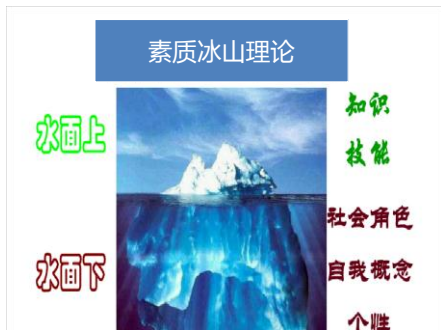 素质冰山理论
水面上
知识
技能
社会角色
水面下
自我概念
个性